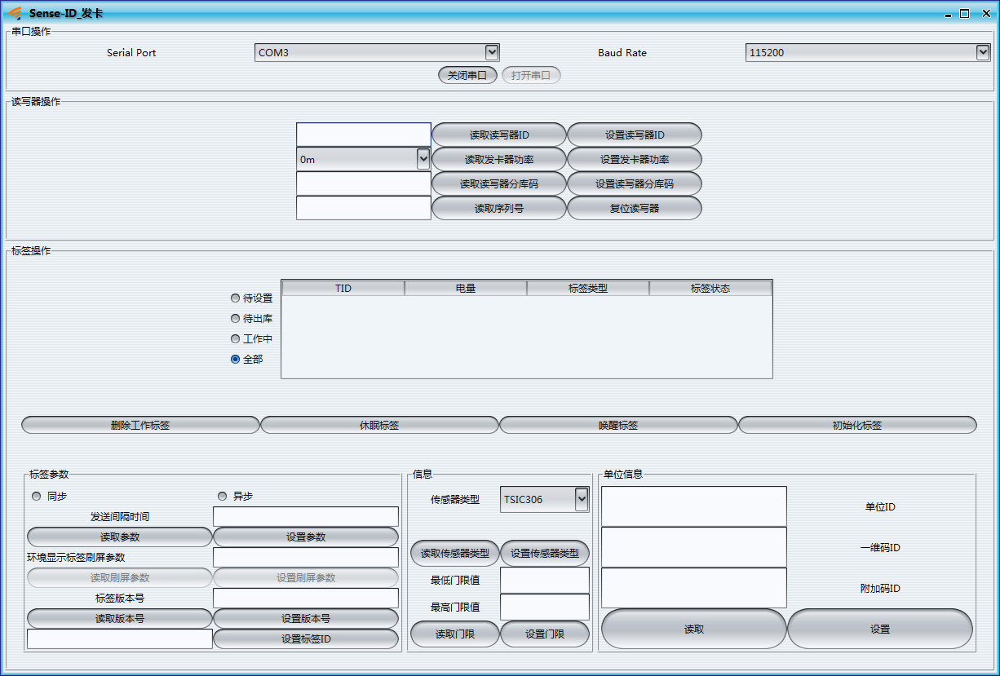 Sense-ID_发卡
串口操作
Serial Port COM3 Baud Rate 115200
关闭串口 打开串口
读写器操作
读取读写器ID 设置读写器ID
0m 读取发卡器功率 设置发卡器功率
读取读写器分库码 设置读写器分库码
读取序列号 复位读写器
标签操作
TID 电量 标签类型 标签状态
待设置
待出库
工作中
全部
删除工作标签 休眠标签 唤醒标签 初始化标签
标签参数
同步 异步
发送间隔时间
读取参数 设置参数
环境显示标签刷屏参数
读取刷屏参数 设置刷屏参数
标签版本号
读取版本号 设置版本号
设置标签ID
信息
传感器类型 TSIC306
读取传感器类型 设置传感器类型
最低门限值
最高门限值
读取门限 设置门限
单位信息
单位ID
一维码ID
附加码ID
读取 设置